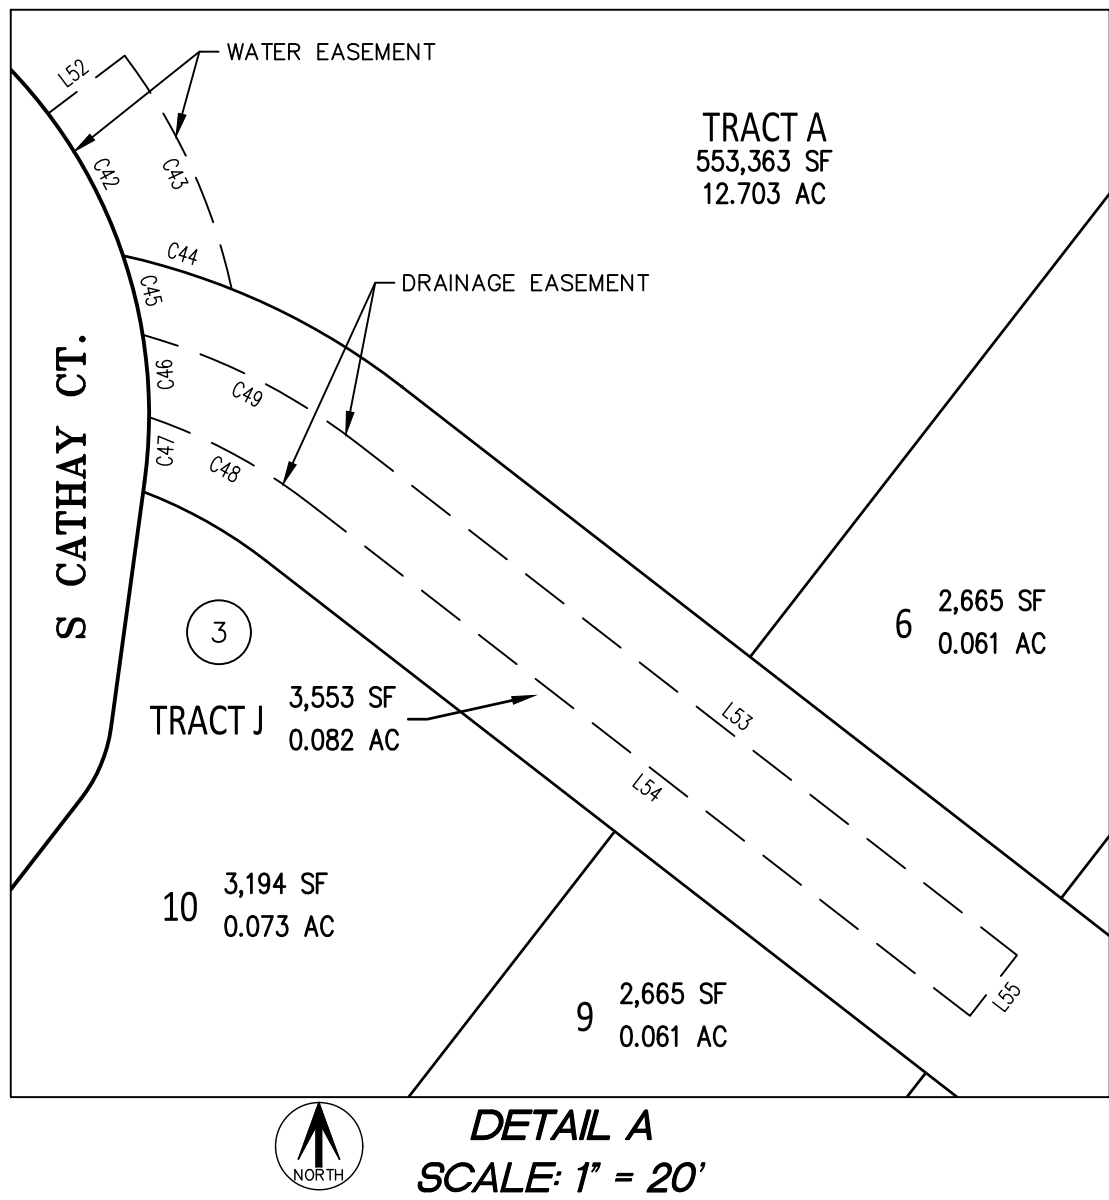 L52
WATER EASEMENT
C42
C43
TRACT A
553,363 SF
12.703 AC
C44
C45
DRAINAGE EASEMENT
S CATHAY CT.
C46
C49
C47
C48
3
TRACT J
3,553 SF
0.082 AC
6
2,665 SF
0.061 AC
L53
L54
10
3,194 SF
0.073 AC
9
2,665 SF
0.061 AC
L55
NORTH
DETAIL A
SCALE: 1" = 20'